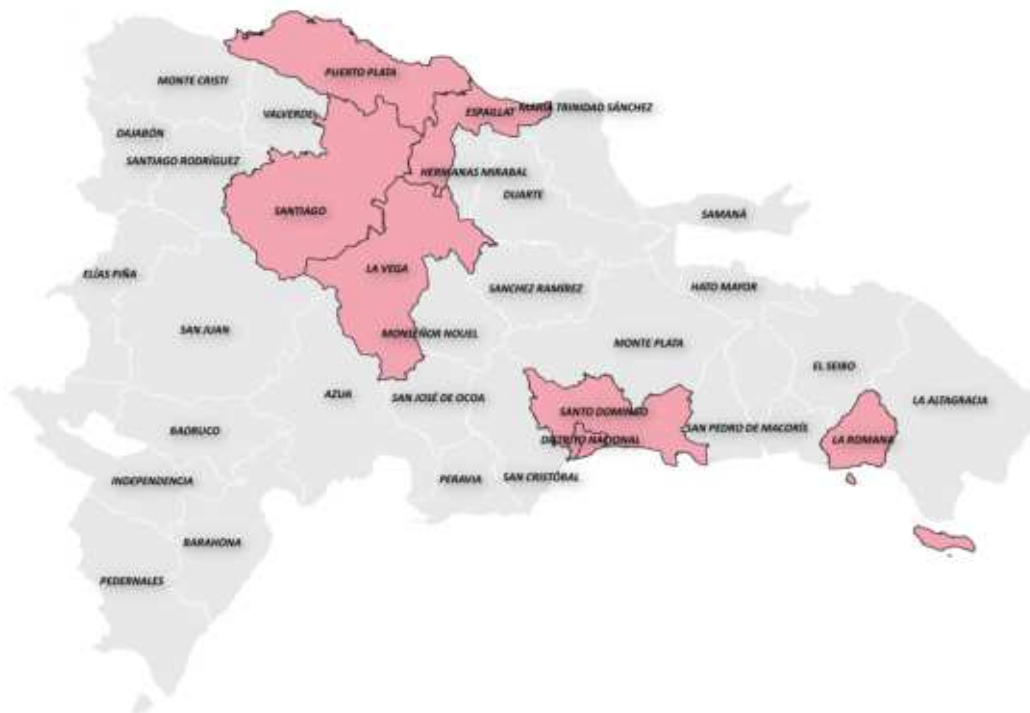 PUERTO PLATA
MONTE CRISTI
ESPAILLAT
MARÍA TRINIDAD SÁNCHEZ
VALVERDE
DAJABÓN
SANTIAGO RODRÍGUEZ
HERMANAS MIRABAL
DUARTE
SANTIAGO
SAMANÁ
LA VEGA
ELÍAS PIÑA
SANCHEZ RAMÍREZ
HATO MAYOR
SAN JUAN
MONSEÑOR NOUEL
MONTE PLATA
EL SEIBO
AZUA
SAN JOSÉ DE OCOA
LA ALTAGRACIA
SANTO DOMINGO
BAORUCO
SAN PEDRO DE MACORÍS
DISTRITO NACIONAL
LA ROMANA
INDEPENDENCIA
PERAVIA
SAN CRISTÓBAL
BARAHONA
PEDERNALES